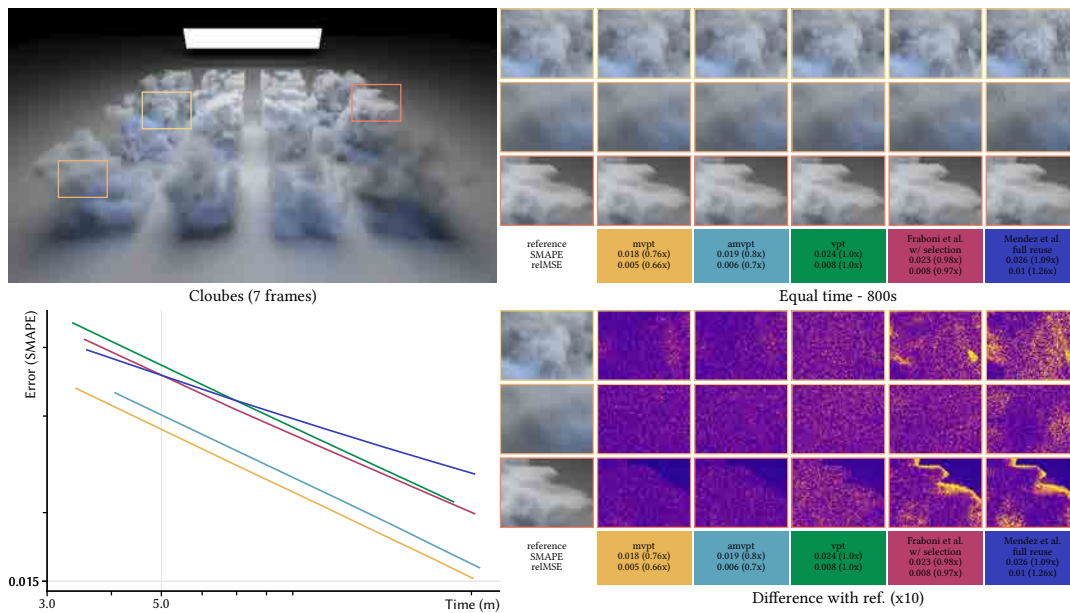 reference
SMAPE
relMSE
mvpt
0.018 (0.76x)
0.005 (0.66x)
amvpt
0.019 (0.8x)
0.006 (0.7x)
vpt
0.024 (1.0x)
0.008 (1.0x)
Fraboni et al.
w/ selection
0.023 (0.98x)
0.008 (0.97x)
Mendez et al.
full reuse
0.026 (1.09x)
0.01 (1.26x)
Cloubes (7 frames)
Equal time - 800s
Error (SMAPE)
0.015
3.0
5.0
Time (m)
reference
SMAPE
relMSE
mvpt
0.018 (0.76x)
0.005 (0.66x)
amvpt
0.019 (0.8x)
0.006 (0.7x)
vpt
0.024 (1.0x)
0.008 (1.0x)
Fraboni et al.
w/ selection
0.023 (0.98x)
0.008 (0.97x)
Mendez et al.
full reuse
0.026 (1.09x)
0.01 (1.26x)
Difference with ref. (x10)